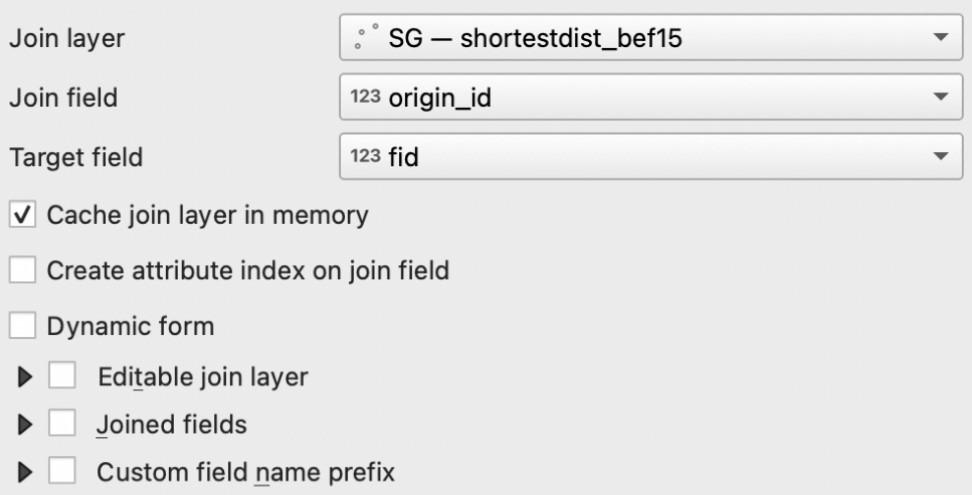 Join layer SG — shortestdist_bef15
Join field 123 origin_id
Target field 123 fid
Cache join layer in memory
Create attribute index on join field
Dynamic form
Editable join layer
Joined fields
Custom field name prefix